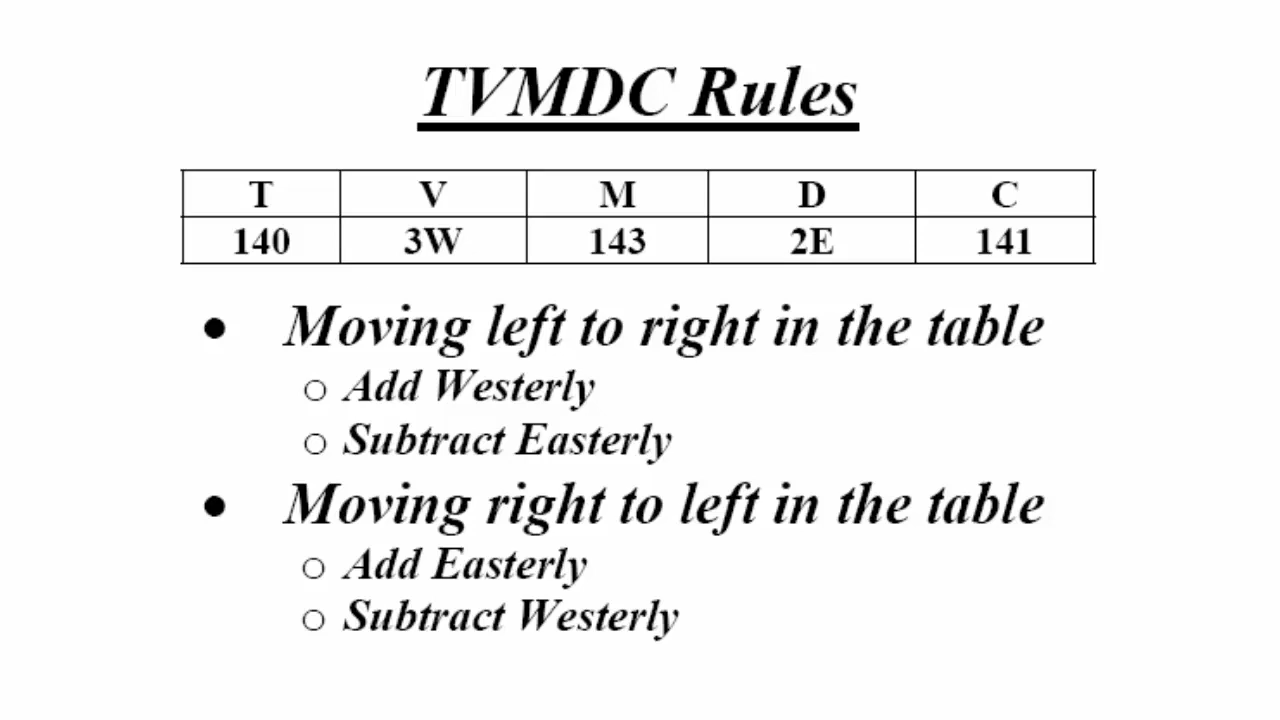 TVMDC Rules
T V M D C
140 3W 143 2E 141
• Moving left to right in the table
o Add Westerly
o Subtract Easterly
• Moving right to left in the table
o Add Easterly
o Subtract Westerly